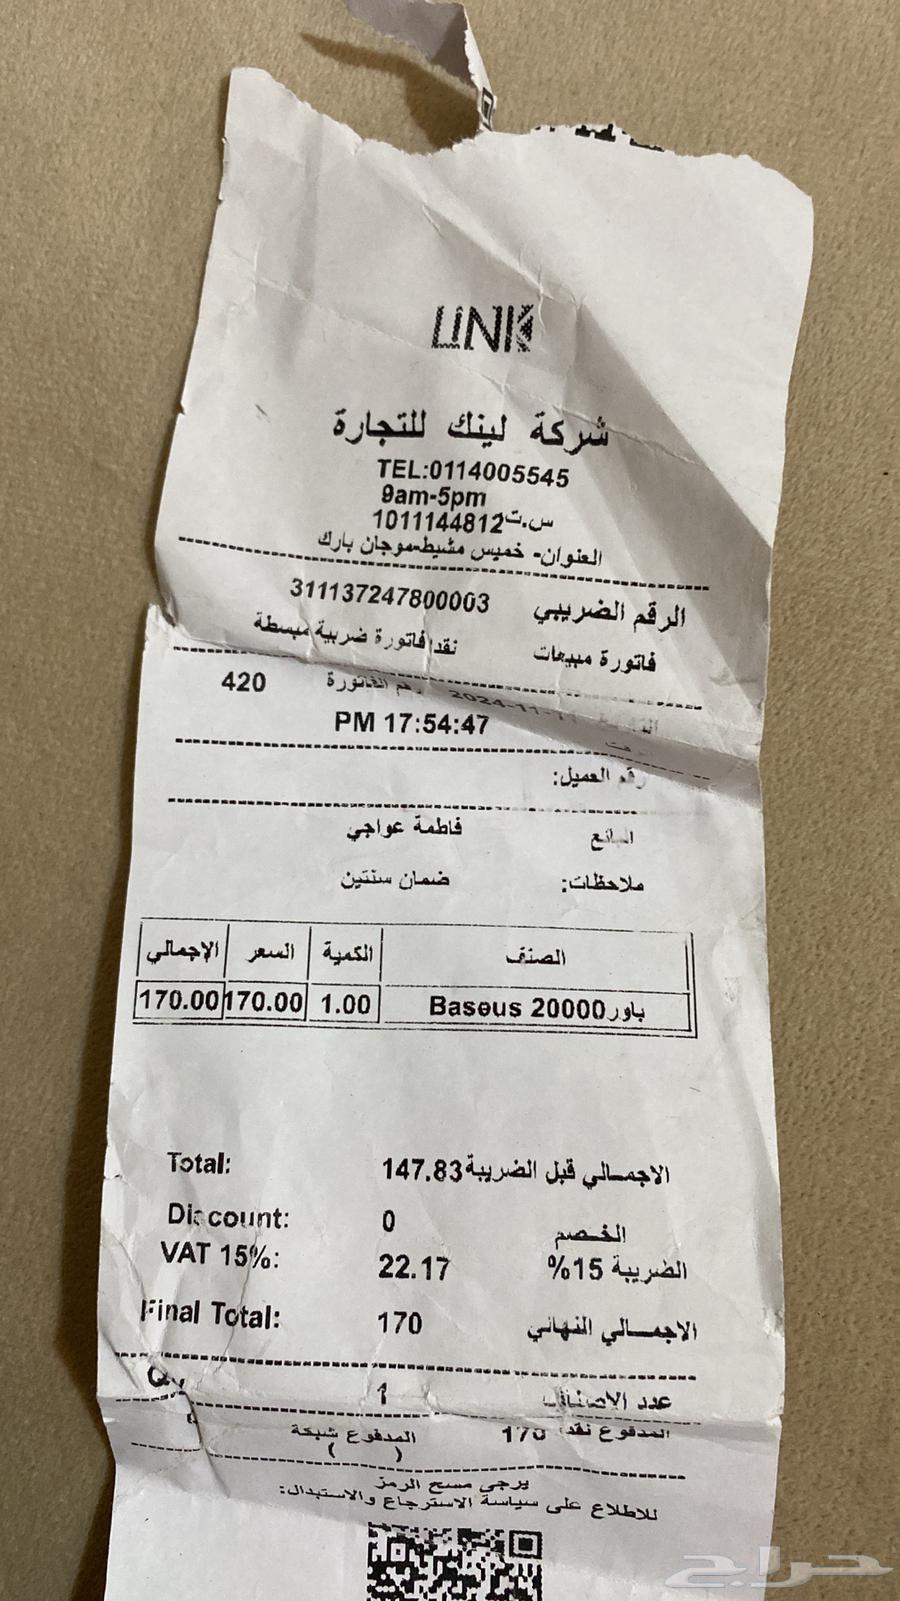 LINK
شركة لينك للتجارة
TEL:0114005545
9am-5pm
س.ت1011144812
العنوان- خميس مشيط-موجان بارك
الرقم الضريبي 311137247800003
فاتورة مبيعات نقدا فاتورة ضريبة مبسطة
رقم الفاتورة 420
PM 17:54:47
رقم العميل:
البائع فاطمة عواجي
ملاحظات: ضمان سنتين
الصنف الكمية السعر الإجمالي
باور Baseus 20000 1.00 170.00 170.00
الاجمالي قبل الضريبة 147.83 Total:
الخصم 0 Discount:
الضريبة 15% 22.17 VAT 15%:
الاجمالي النهائي 170 Final Total:
عدد الاصناف 1
المدفوع نقدا 170 المدفوع شبكة
( )
يرجى مسح الرمز
للاطلاع على سياسة الاسترجاع والاستبدال:
حراج